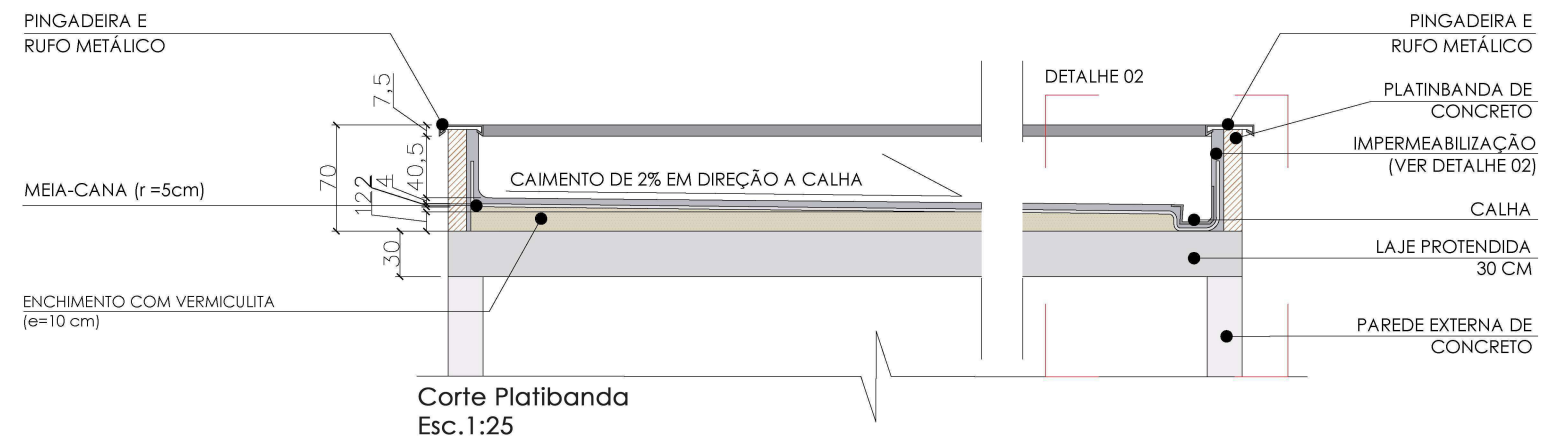 PINGADEIRA E
RUFO METÁLICO
7,5
70
40,5
4
2
12
30
MEIA-CANA (r =5cm)
ENCHIMENTO COM VERMICULITA
(e=10 cm)
CAIMENTO DE 2% EM DIREÇÃO A CALHA
DETALHE 02
PINGADEIRA E
RUFO METÁLICO
PLATINBANDA DE
CONCRETO
IMPERMEABILIZAÇÃO
(VER DETALHE 02)
CALHA
LAJE PROTENDIDA
30 CM
PAREDE EXTERNA DE
CONCRETO
Corte Platibanda
Esc.1:25